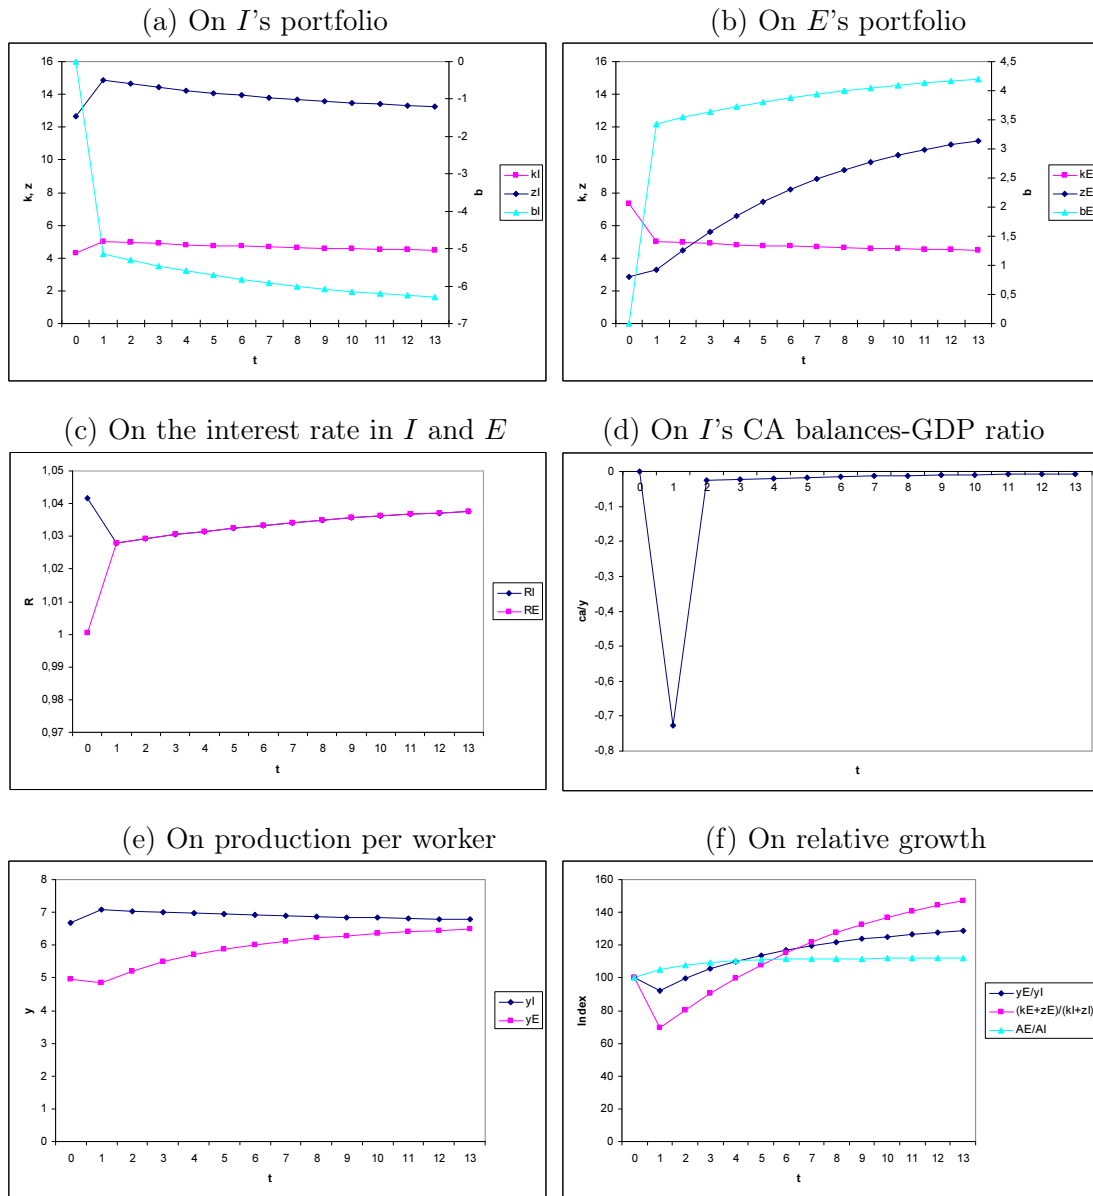 (a) On I's portfolio
(b) On E's portfolio
16
14
12
10
8
6
4
2
0
k, z
0
-1
-2
-3
-4
-5
-6
-7
b
0 1 2 3 4 5 6 7 8 9 10 11 12 13
t
kI
zI
bI
16
14
12
10
8
6
4
2
0
k, z
4,5
4
3,5
3
2,5
2
1,5
1
0,5
0
b
0 1 2 3 4 5 6 7 8 9 10 11 12 13
t
kE
zE
bE
(c) On the interest rate in I and E
(d) On I's CA balances-GDP ratio
1,05
1,04
1,03
1,02
1,01
1
0,99
0,98
0,97
R
0 1 2 3 4 5 6 7 8 9 10 11 12 13
t
RI
RE
0
-0,1
-0,2
-0,3
-0,4
-0,5
-0,6
-0,7
-0,8
ca/y
0 1 2 3 4 5 6 7 8 9 10 11 12 13
t
(e) On production per worker
(f) On relative growth
8
7
6
5
4
3
2
1
0
y
0 1 2 3 4 5 6 7 8 9 10 11 12 13
t
yI
yE
160
140
120
100
80
60
40
20
0
Index
0 1 2 3 4 5 6 7 8 9 10 11 12 13
t
yE/yI
(kE+zE)/(kI+zI)
AE/AI